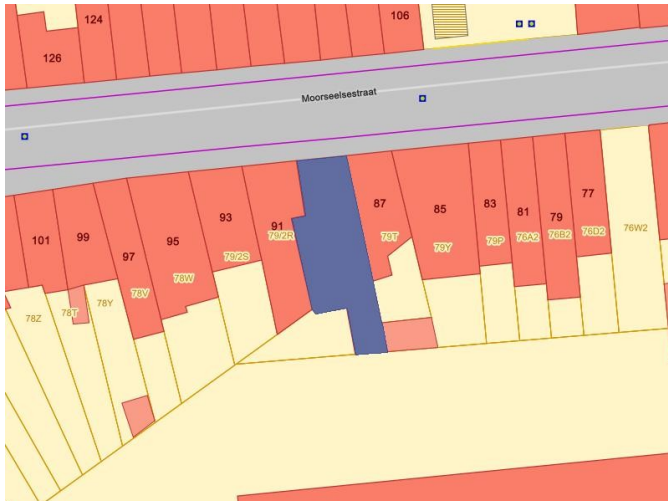 124
106
126
Moorseelsestraat
77
83
81
79
85
87
93
91
95
97
99
101
76W2
76D2
76B2
76A2
79P
79Y
79T
79/2R
79/2S
78W
78V
78Y
78T
78Z